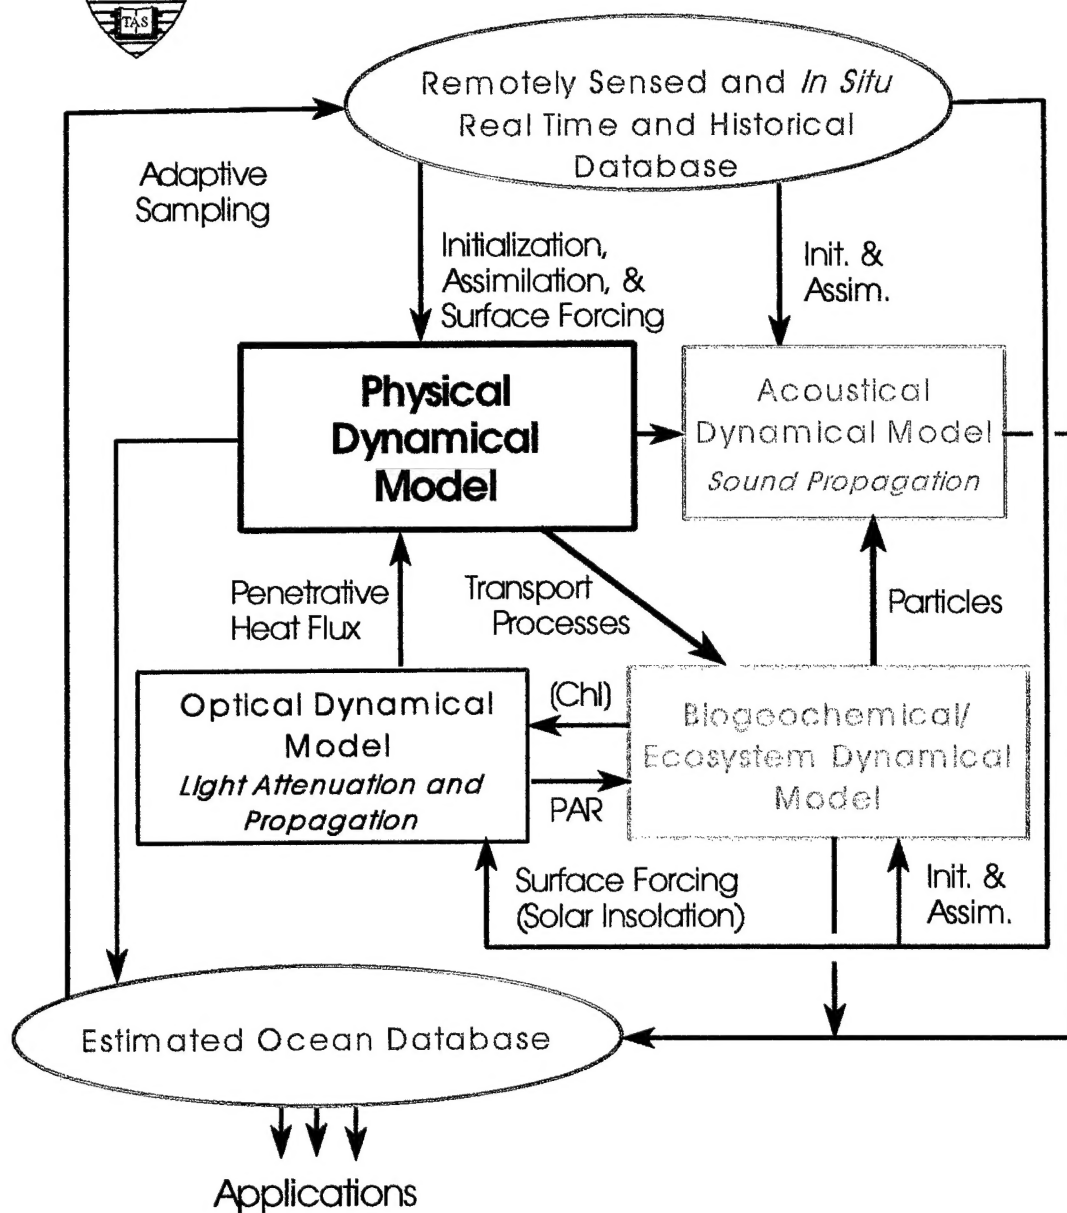 TAS
Remotely Sensed and In Situ
Real Time and Historical
Database
Adaptive
Sampling
Initialization,
Assimilation, &
Surface Forcing
Init. &
Assim.
Physical
Dynamical
Model
Acoustical
Dynamical Model
Sound Propagation
Penetrative
Heat Flux
Transport
Processes
Particles
Optical Dynamical
Model
Light Attenuation and
Propagation
(Chl)
PAR
Biogeochemical/
Ecosystem Dynamical
Model
Surface Forcing
(Solar Insolation)
Init. &
Assim.
Estimated Ocean Database
Applications